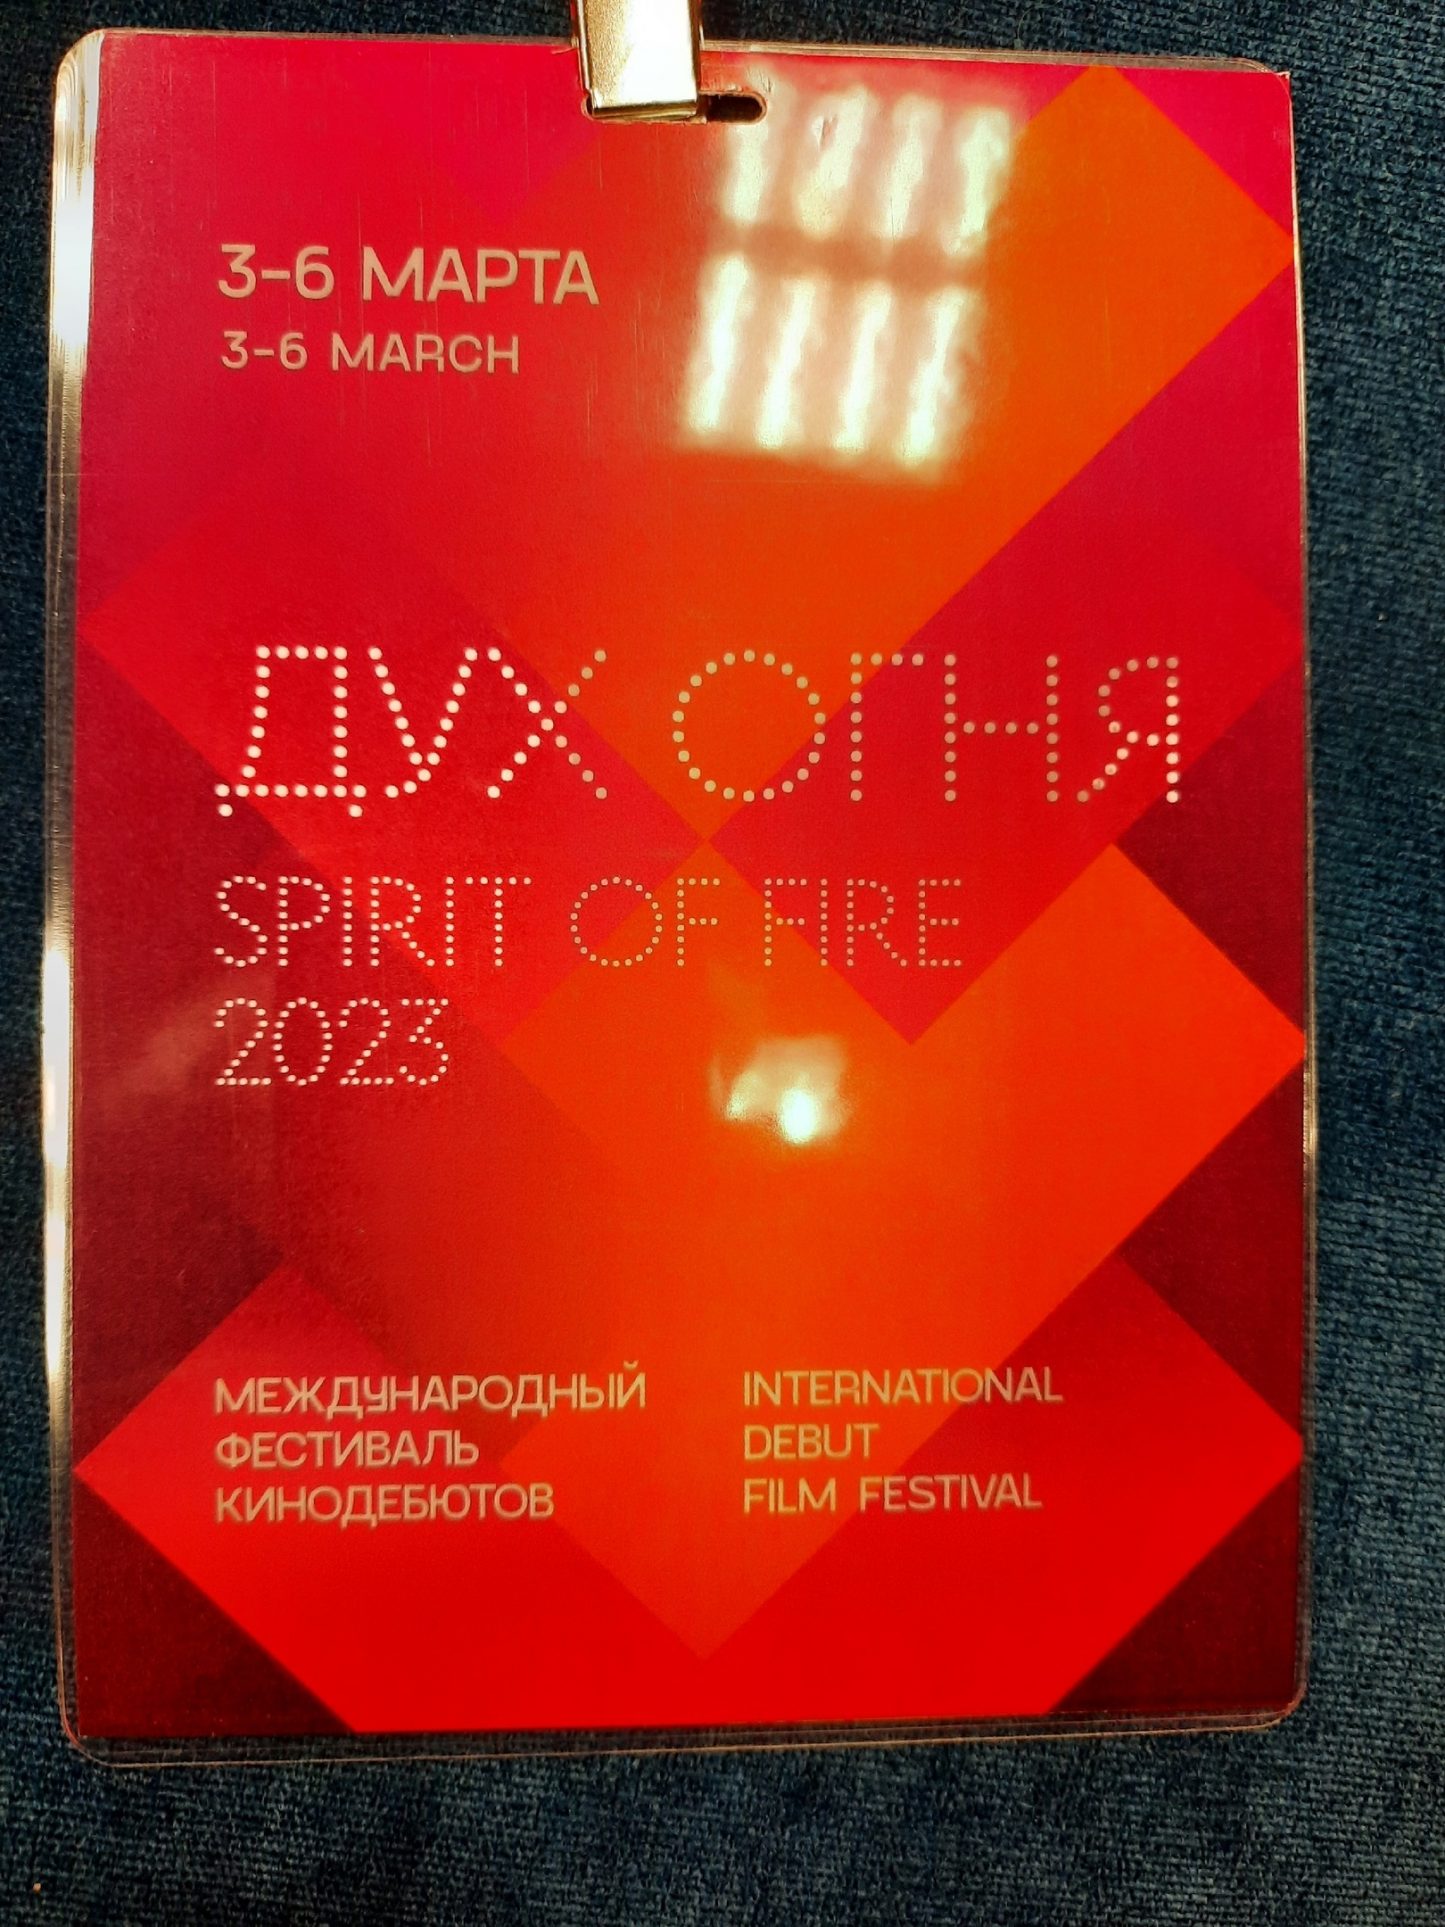 3-6 МАРТА
3-6 MARCH
ДУХ ОГНЯ
SPIRIT OF FIRE
2023
МЕЖДУНАРОДНЫЙ
ФЕСТИВАЛЬ
КИНОДЕБЮТОВ
INTERNATIONAL
DEBUT
FILM FESTIVAL